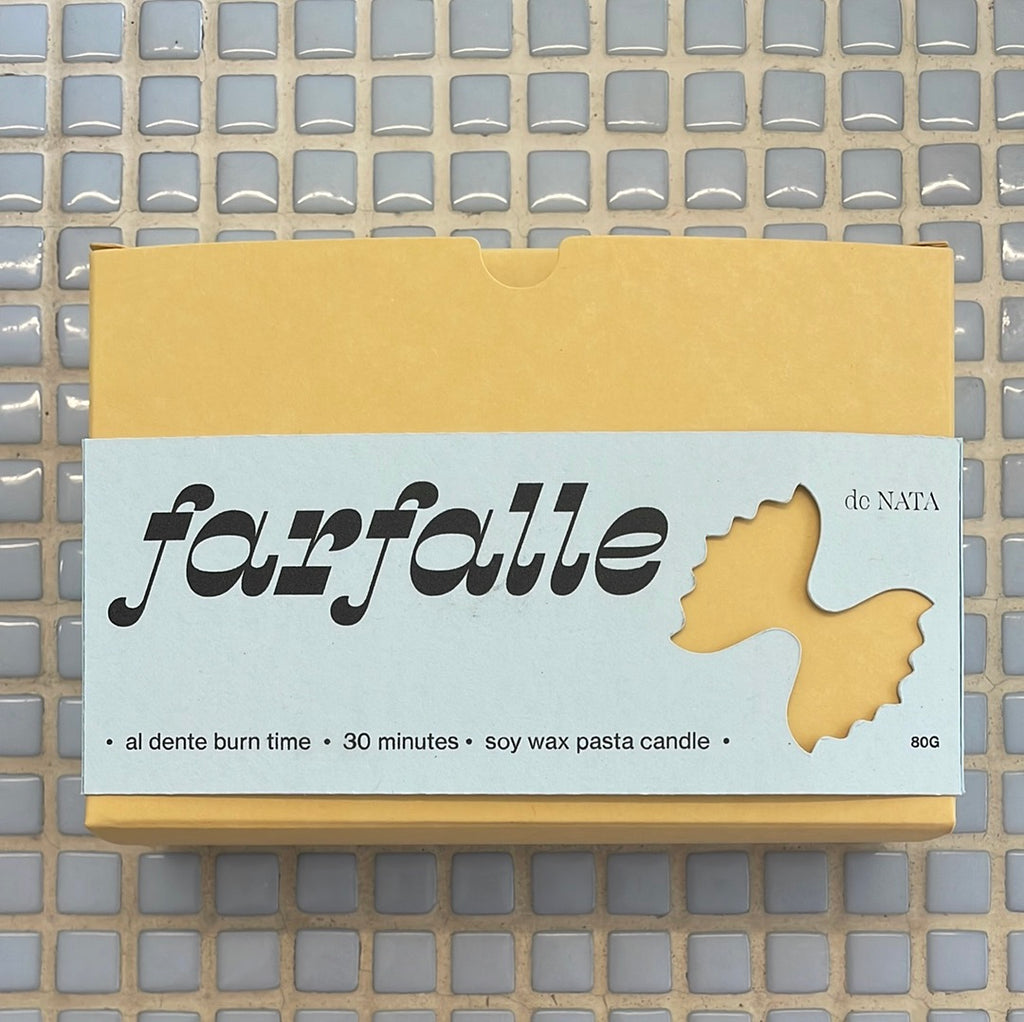 de NATA
farfalle
• al dente burn time • 30 minutes • soy wax pasta candle •
80G